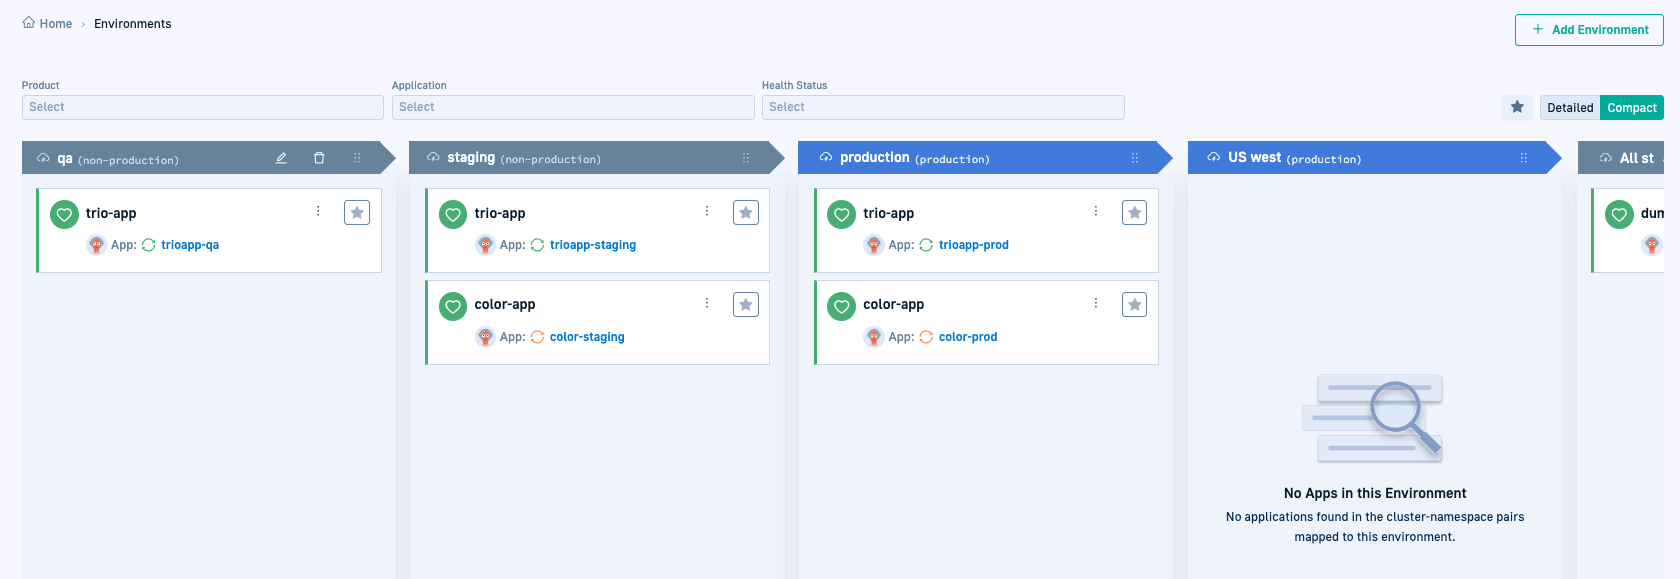 Home > Environments
+ Add Environment
Product
Application
Health Status
Select
Select
Select
Detailed
Compact
qa (non-production)
trio-app
App: trioapp-qa
staging (non-production)
trio-app
App: trioapp-staging
color-app
App: color-staging
production (production)
trio-app
App: trioapp-prod
color-app
App: color-prod
US west (production)
No Apps in this Environment
No applications found in the cluster-namespace pairs
mapped to this environment.
All st